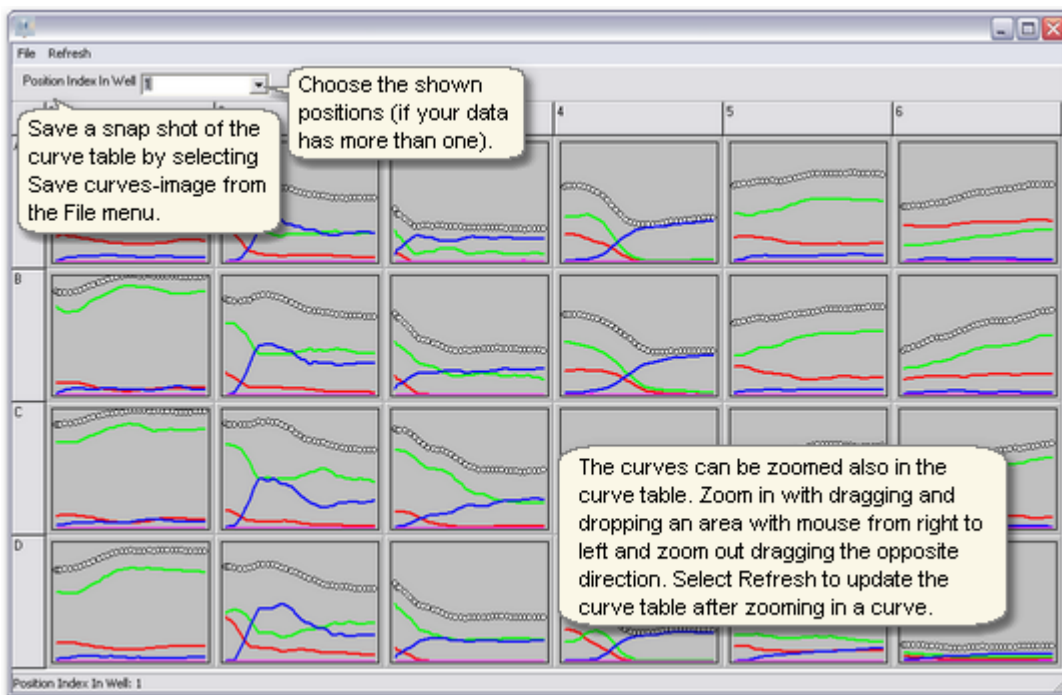 File Refresh
Position Index In Well 1
Choose the shown
positions (if your data
has more than one).
Save a snap shot of the
curve table by selecting
Save curves-image from
the File menu.
4 5 6
B
C
The curves can be zoomed also in the
curve table. Zoom in with dragging and
dropping an area with mouse from right to
left and zoom out dragging the opposite
direction. Select Refresh to update the
curve table after zooming in a curve.
D
Position Index In Well: 1